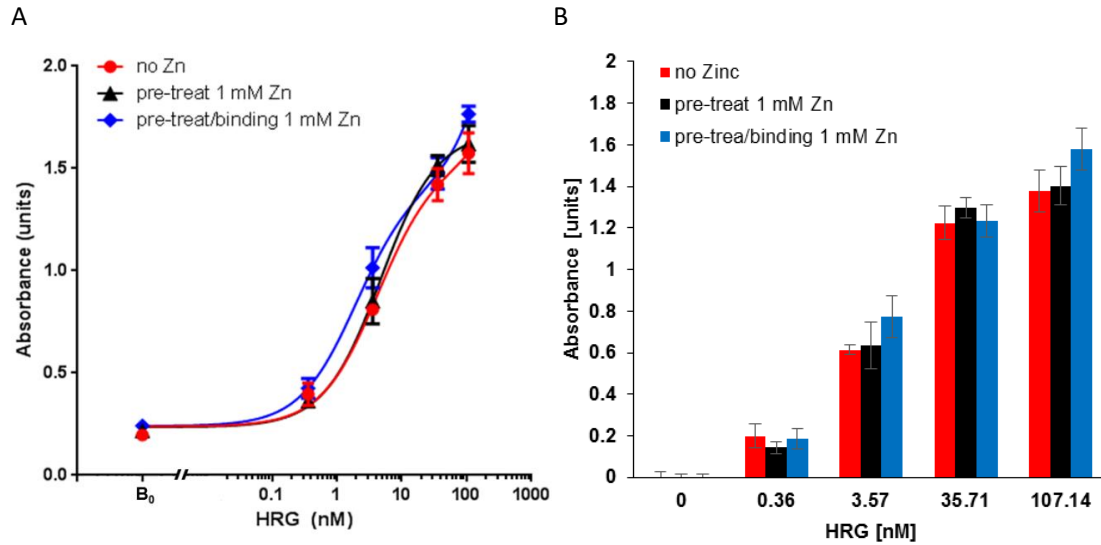 A
2.0
1.5
1.0
0.5
0.0
Absorbance (units)
no Zn
pre-treat 1 mM Zn
pre-treat/binding 1 mM Zn
B0
0.1
1
10
100
1000
HRG (nM)
B
2
1.8
1.6
1.4
1.2
1
0.8
0.6
0.4
0.2
0
Absorbance [units]
no Zinc
pre-treat 1 mM Zn
pre-trea/binding 1 mM Zn
0
0.36
3.57
35.71
107.14
HRG [nM]